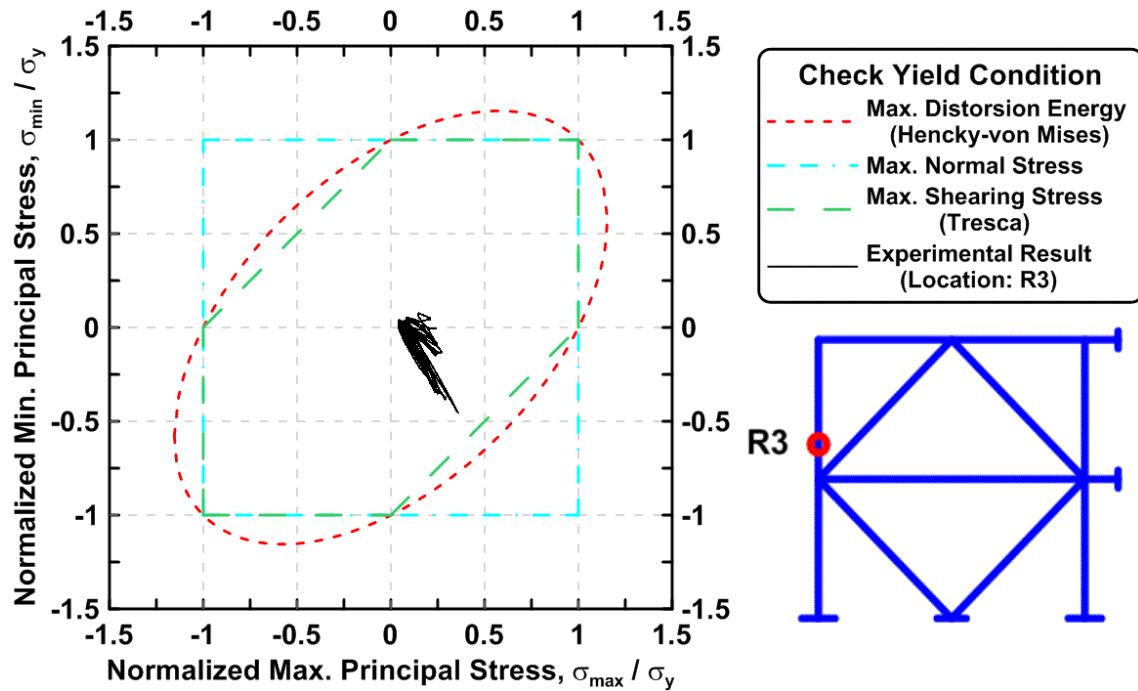 -1.5 -1 -0.5 0 0.5 1 1.5
1.5 1.5
1 1
0.5 0.5
0 0
-0.5 -0.5
-1 -1
-1.5 -1.5
-1.5 -1 -0.5 0 0.5 1 1.5
Normalized Min. Principal Stress, σmin / σy
Normalized Max. Principal Stress, σmax / σy
Check Yield Condition
Max. Distorsion Energy
(Hencky-von Mises)
Max. Normal Stress
Max. Shearing Stress
(Tresca)
Experimental Result
(Location: R3)
R3